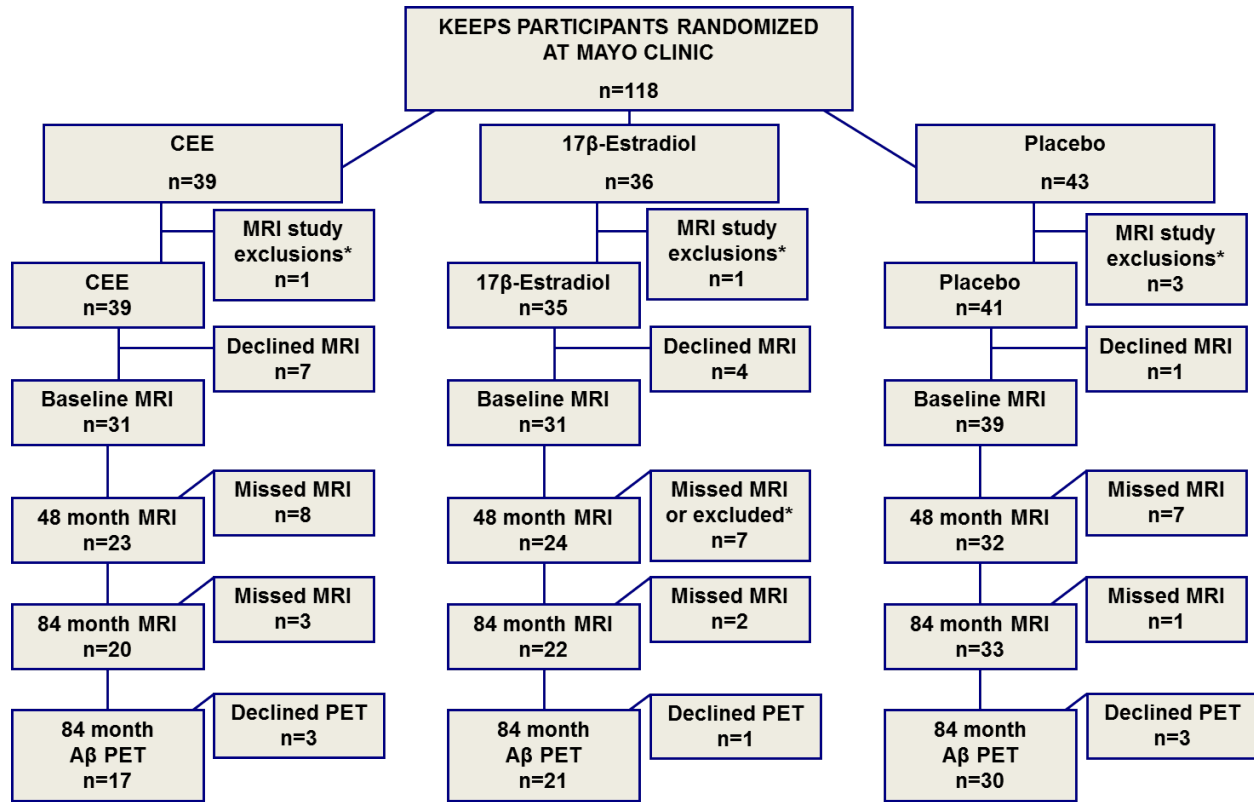 KEEPS PARTICIPANTS RANDOMIZED
AT MAYO CLINIC
n=118
CEE
n=39
17β-Estradiol
n=36
Placebo
n=43
MRI study
exclusions*
n=1
MRI study
exclusions*
n=1
MRI study
exclusions*
n=3
CEE
n=39
17β-Estradiol
n=35
Placebo
n=41
Declined MRI
n=7
Declined MRI
n=4
Declined MRI
n=1
Baseline MRI
n=31
Baseline MRI
n=31
Baseline MRI
n=39
Missed MRI
n=8
Missed MRI
or excluded*
n=7
Missed MRI
n=7
48 month MRI
n=23
48 month MRI
n=24
48 month MRI
n=32
Missed MRI
n=3
Missed MRI
n=2
Missed MRI
n=1
84 month MRI
n=20
84 month MRI
n=22
84 month MRI
n=33
Declined PET
n=3
Declined PET
n=1
Declined PET
n=3
84 month
Aβ PET
n=17
84 month
Aβ PET
n=21
84 month
Aβ PET
n=30